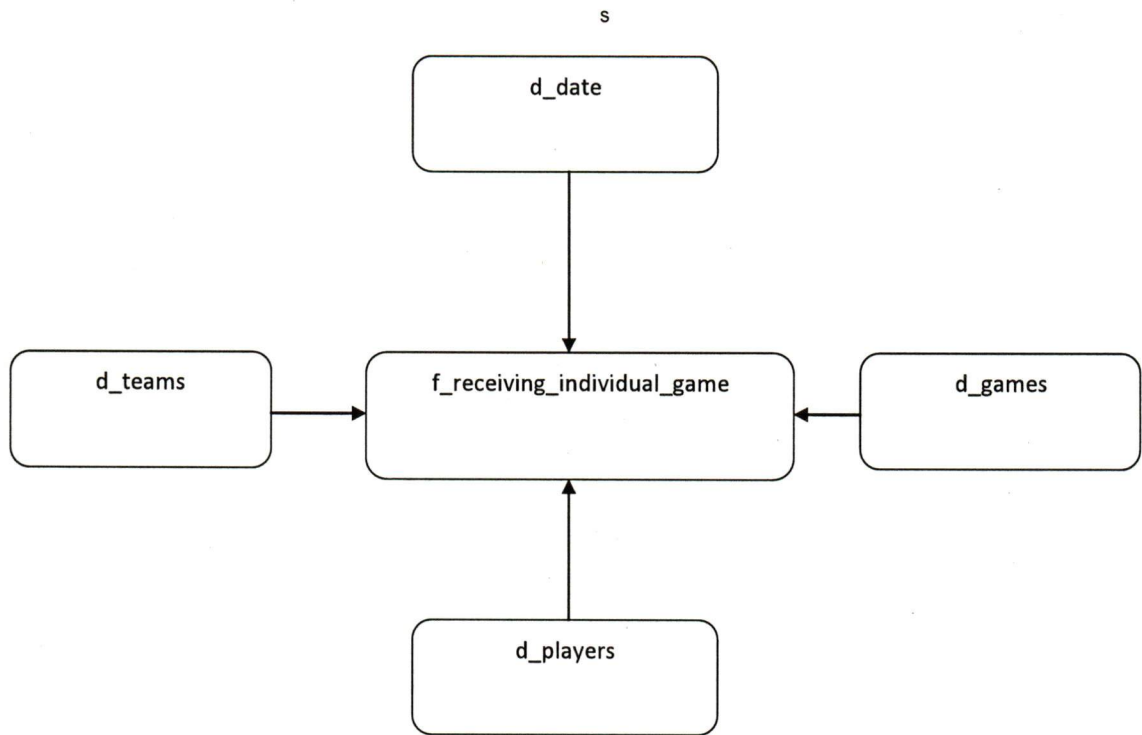 s
d_date
d_teams
f_receiving_individual_game
d_games
d_players